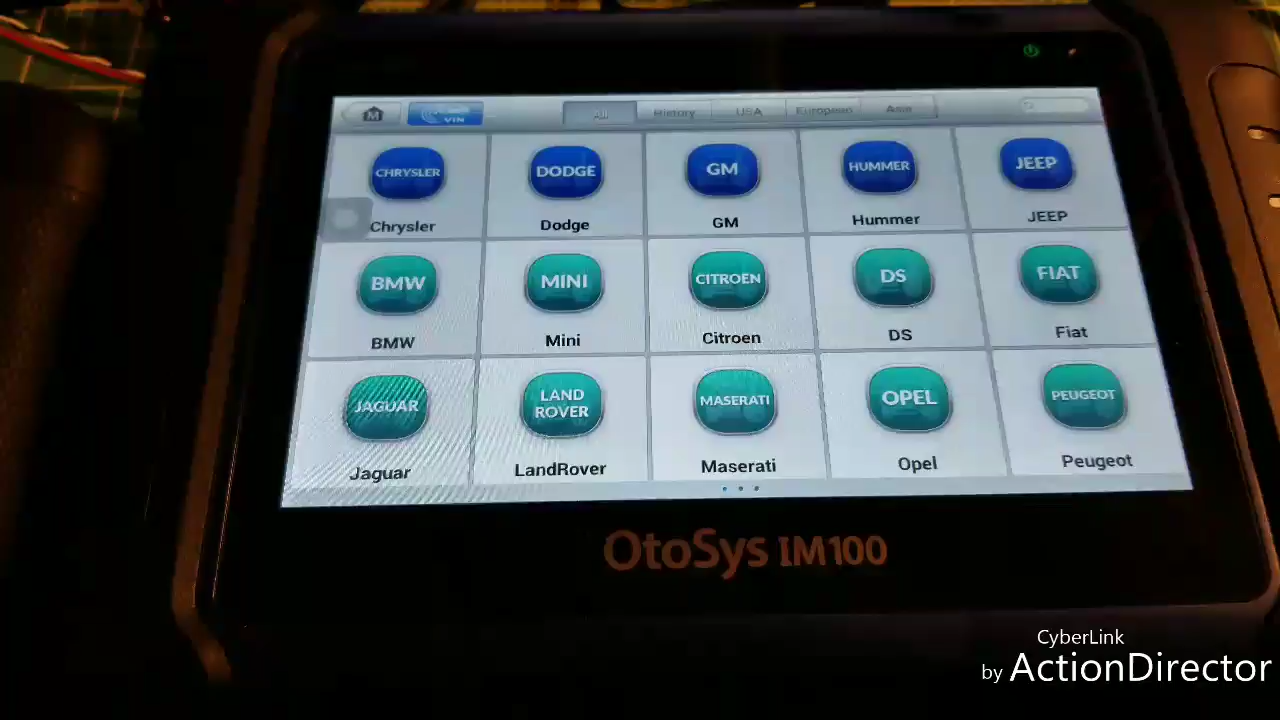 M VIN All History USA European Asia
CHRYSLER DODGE GM HUMMER JEEP
Chrysler Dodge GM Hummer JEEP
BMW MINI CITROEN DS FIAT
BMW Mini Citroen DS Fiat
JAGUAR LAND ROVER MASERATI OPEL PEUGEOT
Jaguar LandRover Maserati Opel Peugeot
OtoSys IM100
CyberLink
by ActionDirector